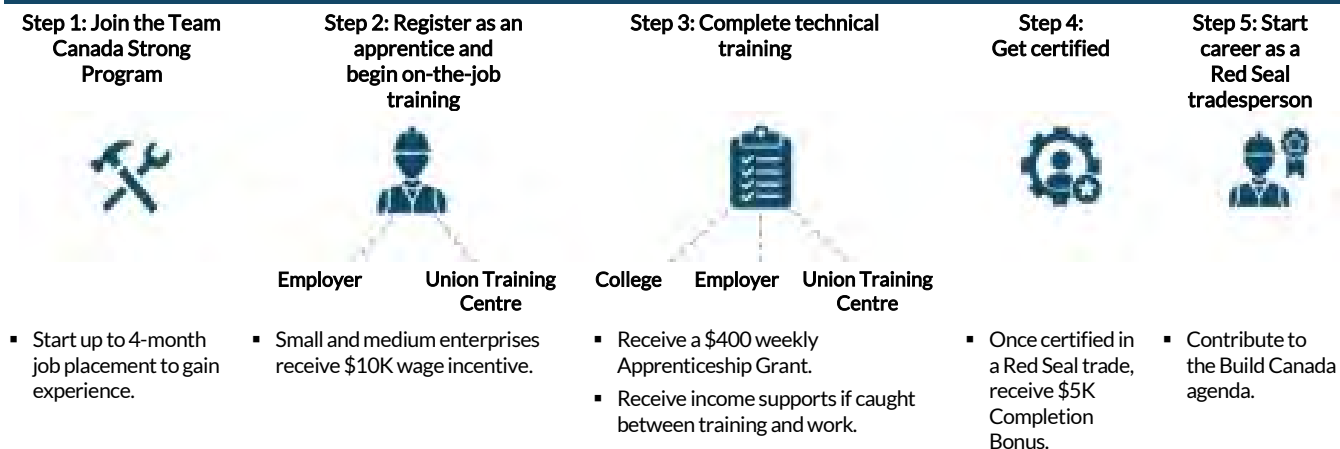 Step 1: Join the Team
Canada Strong
Program
Step 2: Register as an
apprentice and
begin on-the-job
training
Step 3: Complete technical
training
Step 4:
Get certified
Step 5: Start
career as a
Red Seal
tradesperson
Employer
Union Training
Centre
College
Employer
Union Training
Centre
▪ Start up to 4-month
job placement to gain
experience.
▪ Small and medium enterprises
receive $10K wage incentive.
▪ Receive a $400 weekly
Apprenticeship Grant.
▪ Receive income supports if caught
between training and work.
▪ Once certified in
a Red Seal trade,
receive $5K
Completion
Bonus.
▪ Contribute to
the Build Canada
agenda.